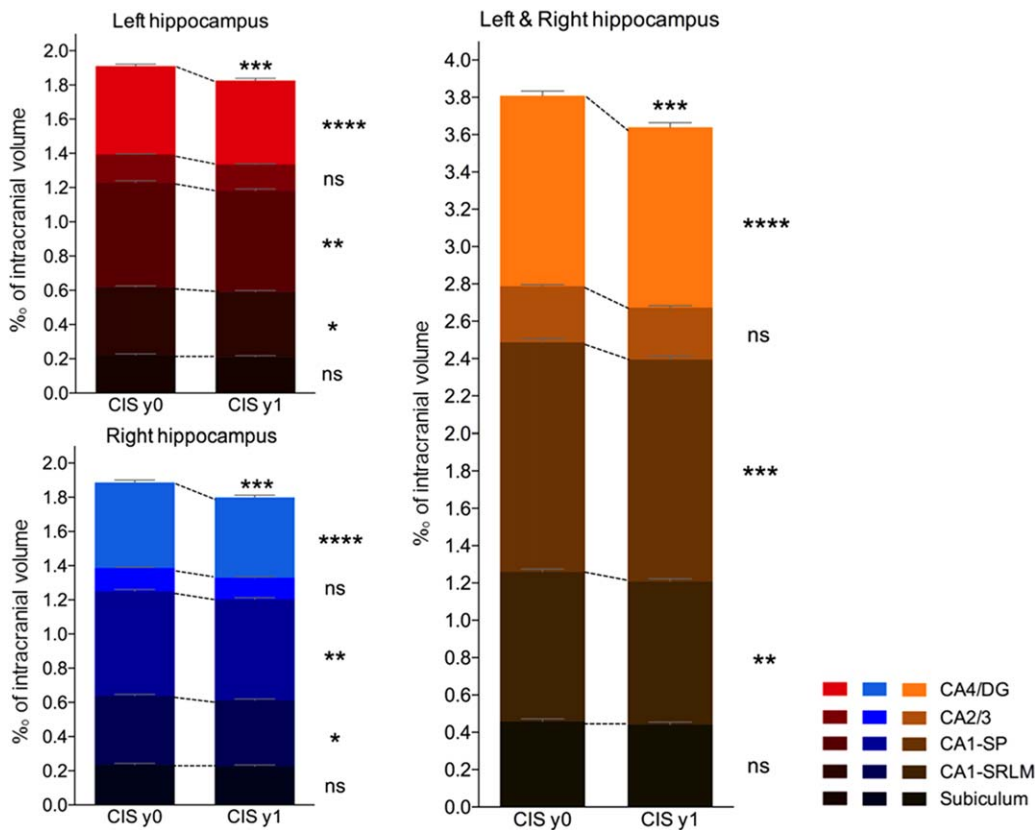 Left hippocampus
‰ of intracranial volume
2.0
1.8
1.6
1.4
1.2
1.0
0.8
0.6
0.4
0.2
0.0
***
****
ns
**
*
ns
CIS y0 CIS y1
Right hippocampus
‰ of intracranial volume
2.0
1.8
1.6
1.4
1.2
1.0
0.8
0.6
0.4
0.2
0.0
***
****
ns
**
*
ns
CIS y0 CIS y1
Left & Right hippocampus
‰ of intracranial volume
4.0
3.8
3.6
3.4
3.2
3.0
2.8
2.6
2.4
2.2
2.0
1.8
1.6
1.4
1.2
1.0
0.8
0.6
0.4
0.2
0.0
***
****
ns
***
**
ns
CIS y0 CIS y1
CA4/DG
CA2/3
CA1-SP
CA1-SRLM
Subiculum